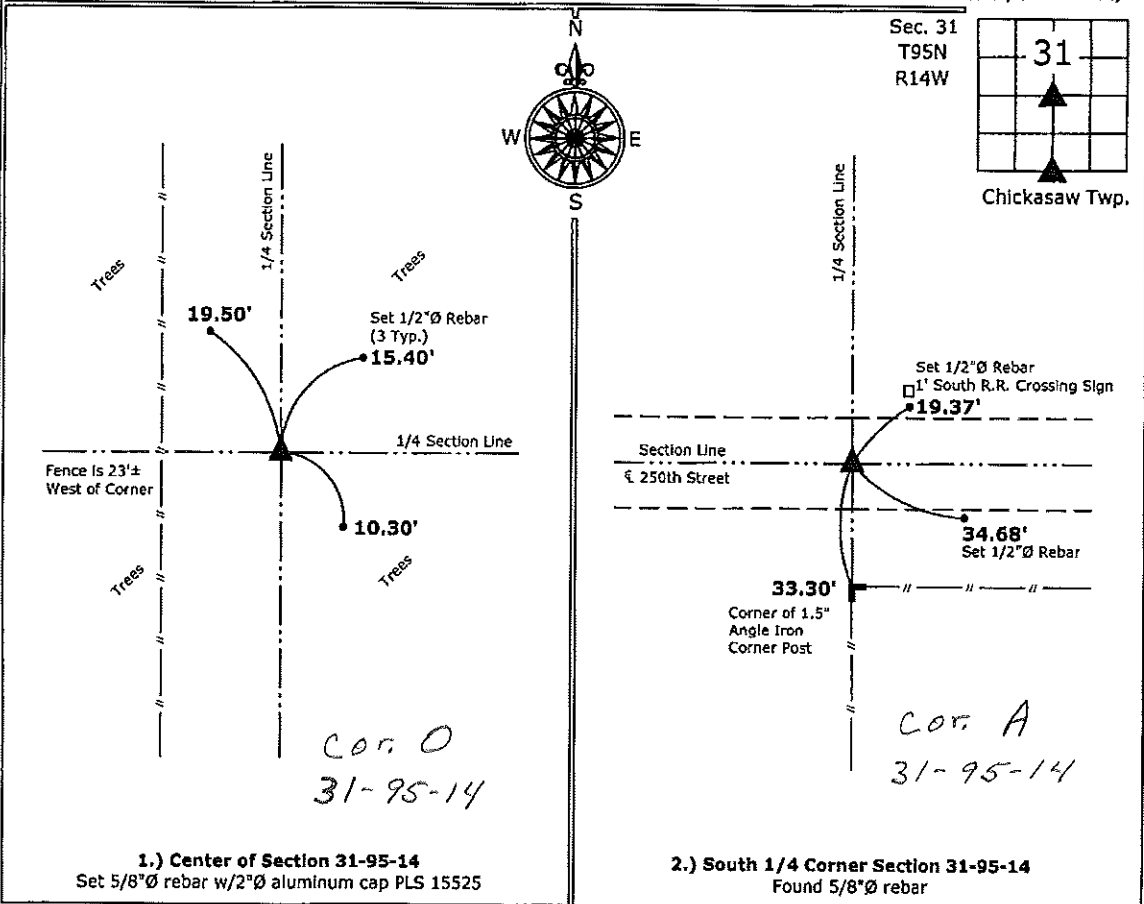 N
W E
S
Sec. 31
T95N
R14W
31
Chickasaw Twp.
1/4 Section Line
Trees
Trees
19.50'
Set 1/2"Ø Rebar
(3 Typ.)
15.40'
1/4 Section Line
Fence Is 23'±
West of Corner
10.30'
Trees
Trees
Cor. O
31-95-14
1.) Center of Section 31-95-14
Set 5/8"Ø rebar w/2"Ø aluminum cap PLS 15525
1/4 Section Line
Set 1/2"Ø Rebar
1' South R.R. Crossing Sign
19.37'
Section Line
℄ 250th Street
34.68'
Set 1/2"Ø Rebar
33.30'
Corner of 1.5"
Angle Iron
Corner Post
Cor. A
31-95-14
2.) South 1/4 Corner Section 31-95-14
Found 5/8"Ø rebar